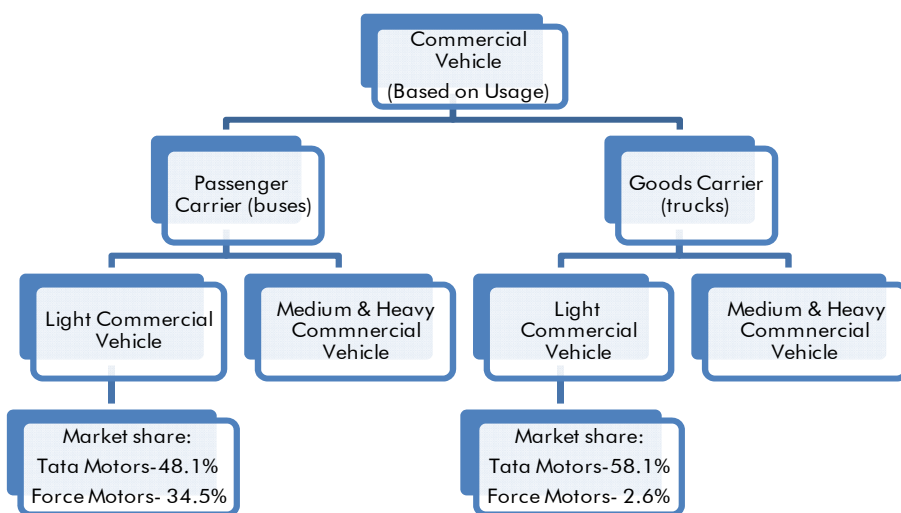 Commercial
Vehicle
(Based on Usage)
Passenger
Carrier (buses)
Goods Carrier
(trucks)
Light Commercial
Vehicle
Medium & Heavy
Commnercial
Vehicle
Light
Commercial
Vehicle
Medium & Heavy
Commnercial
Vehicle
Market share:
Tata Motors-48.1%
Force Motors- 34.5%
Market share:
Tata Motors-58.1%
Force Motors- 2.6%